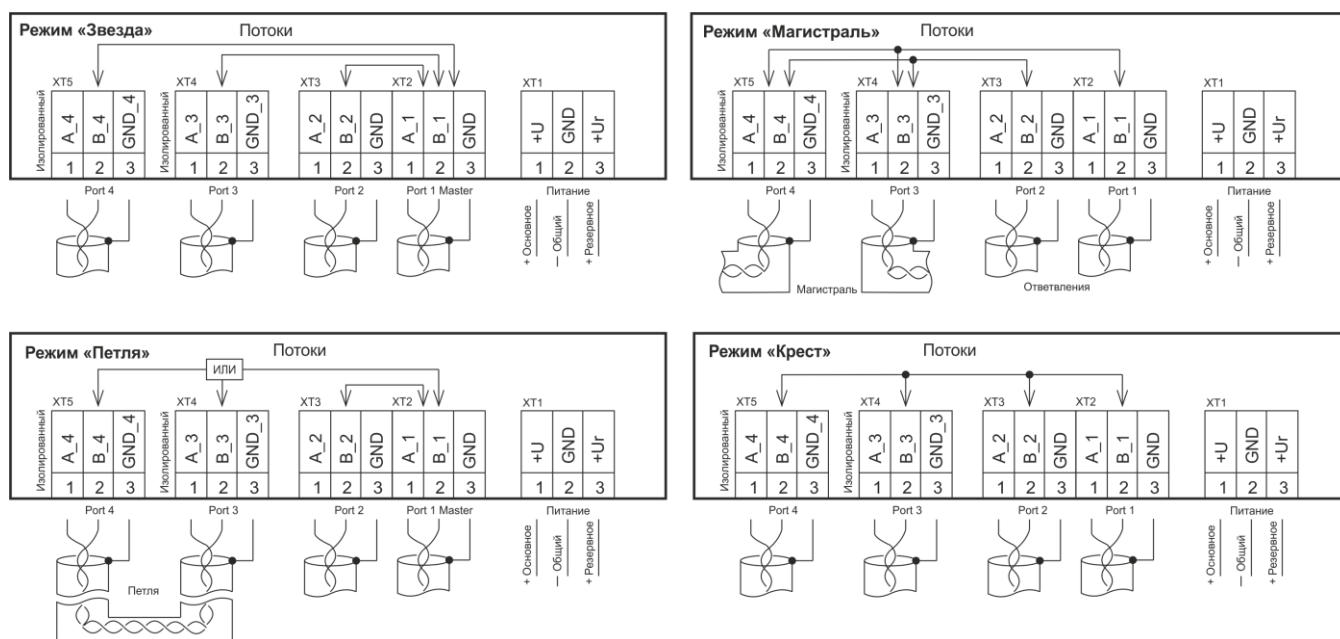 Режим «Звезда» Потоки
XT5 XT4 XT3 XT2 XT1
Изолированный A_4 B_4 GND_4 Изолированный A_3 B_3 GND_3 A_2 B_2 GND A_1 B_1 GND +U GND +Ur
1 2 3 1 2 3 1 2 3 1 2 3 1 2 3
Port 4 Port 3 Port 2 Port 1 Master Питание
+ Основное — Общий + Резервное
Режим «Магистраль» Потоки
XT5 XT4 XT3 XT2 XT1
Изолированный A_4 B_4 GND_4 Изолированный A_3 B_3 GND_3 A_2 B_2 GND A_1 B_1 GND +U GND +Ur
1 2 3 1 2 3 1 2 3 1 2 3 1 2 3
Port 4 Port 3 Port 2 Port 1 Питание
+ Основное — Общий + Резервное
Магистраль Ответвления
Режим «Петля» Потоки
ИЛИ
XT5 XT4 XT3 XT2 XT1
Изолированный A_4 B_4 GND_4 Изолированный A_3 B_3 GND_3 A_2 B_2 GND A_1 B_1 GND +U GND +Ur
1 2 3 1 2 3 1 2 3 1 2 3 1 2 3
Port 4 Port 3 Port 2 Port 1 Master Питание
+ Основное — Общий + Резервное
Петля
Режим «Крест» Потоки
XT5 XT4 XT3 XT2 XT1
Изолированный A_4 B_4 GND_4 Изолированный A_3 B_3 GND_3 A_2 B_2 GND A_1 B_1 GND +U GND +Ur
1 2 3 1 2 3 1 2 3 1 2 3 1 2 3
Port 4 Port 3 Port 2 Port 1 Питание
+ Основное — Общий + Резервное